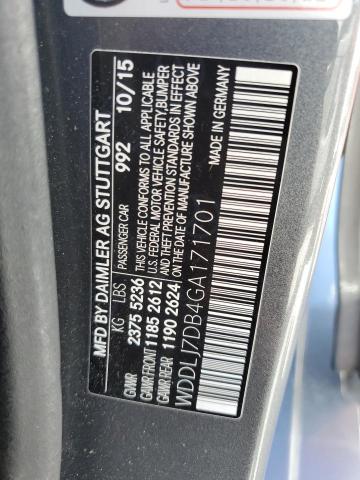 MFD BY DAIMLER AG STUTTGART
PASSENGER CAR 992 10/15
KG LBS
GVWR 2375 5236
GAWR FRONT 1185 2612
GAWR REAR 1190 2624
THIS VEHICLE CONFORMS TO ALL APPLICABLE
U.S. FEDERAL MOTOR VEHICLE SAFETY, BUMPER
AND THEFT PREVENTION STANDARDS IN EFFECT
ON THE DATE OF MANUFACTURE SHOWN ABOVE
MADE IN GERMANY
WDDLJ7DB4GA171701